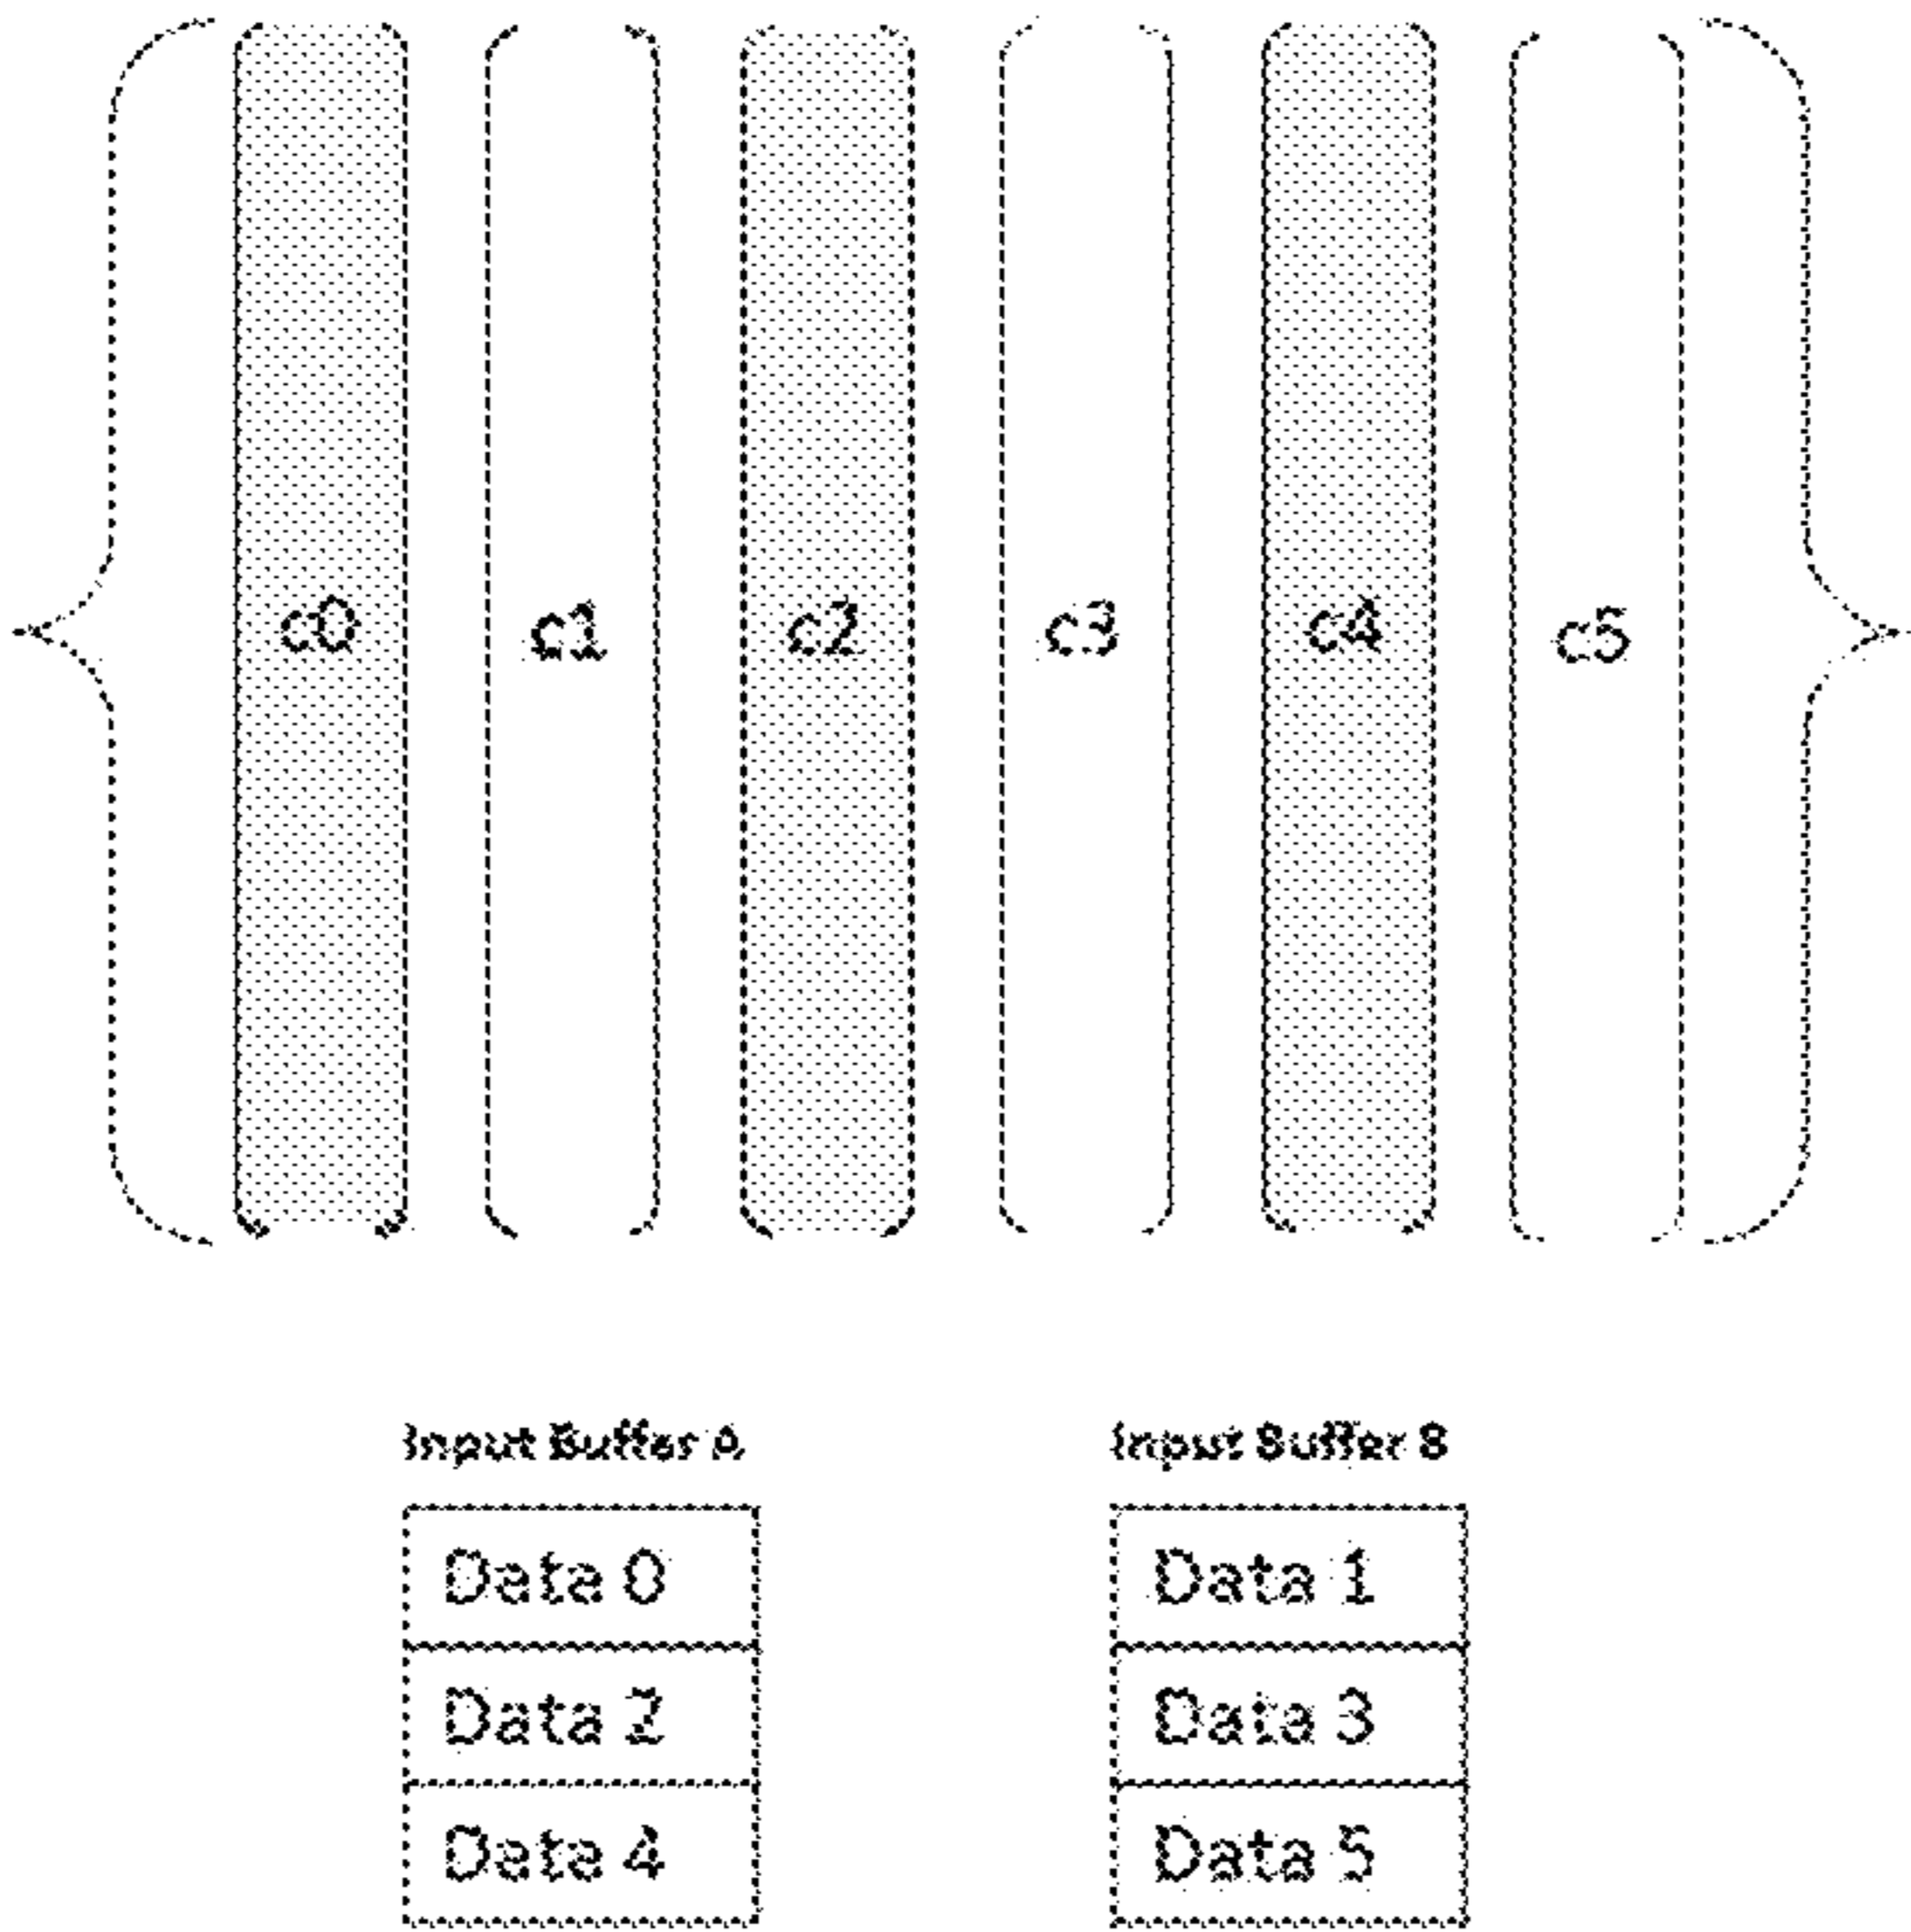 c0 c1 c2 c3 c4 c5
Input Buffer A Input Buffer B
Data 0 Data 1
Data 2 Data 3
Data 4 Data 5